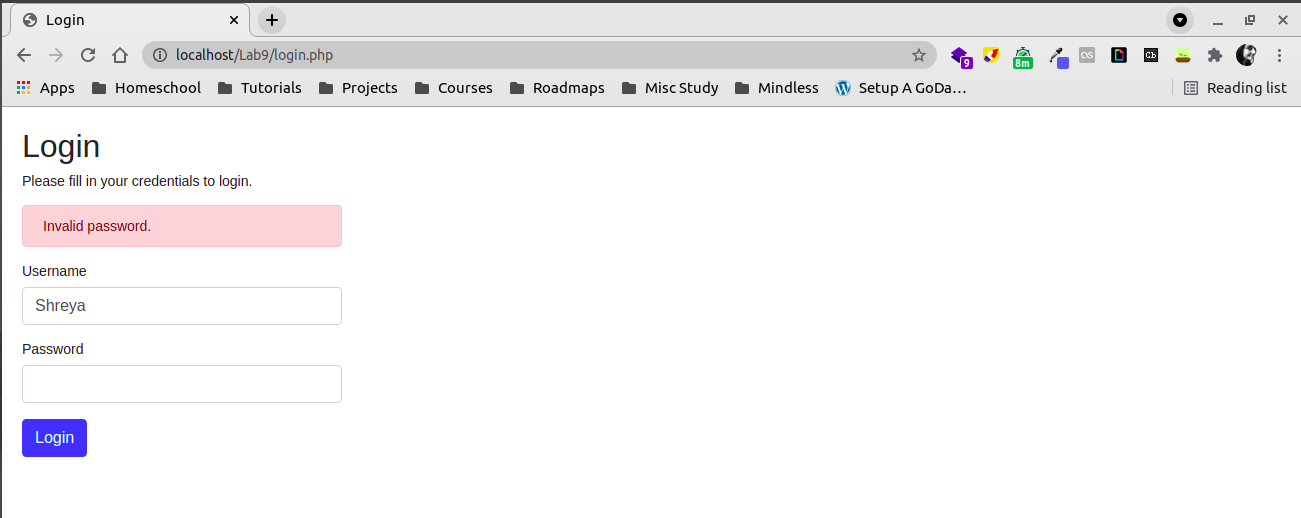 Login
localhost/Lab9/login.php
9
8m
Cb
Apps Homeschool Tutorials Projects Courses Roadmaps Misc Study Mindless Setup A GoDa… Reading list
Login
Please fill in your credentials to login.
Invalid password.
Username
Shreya
Password
Login